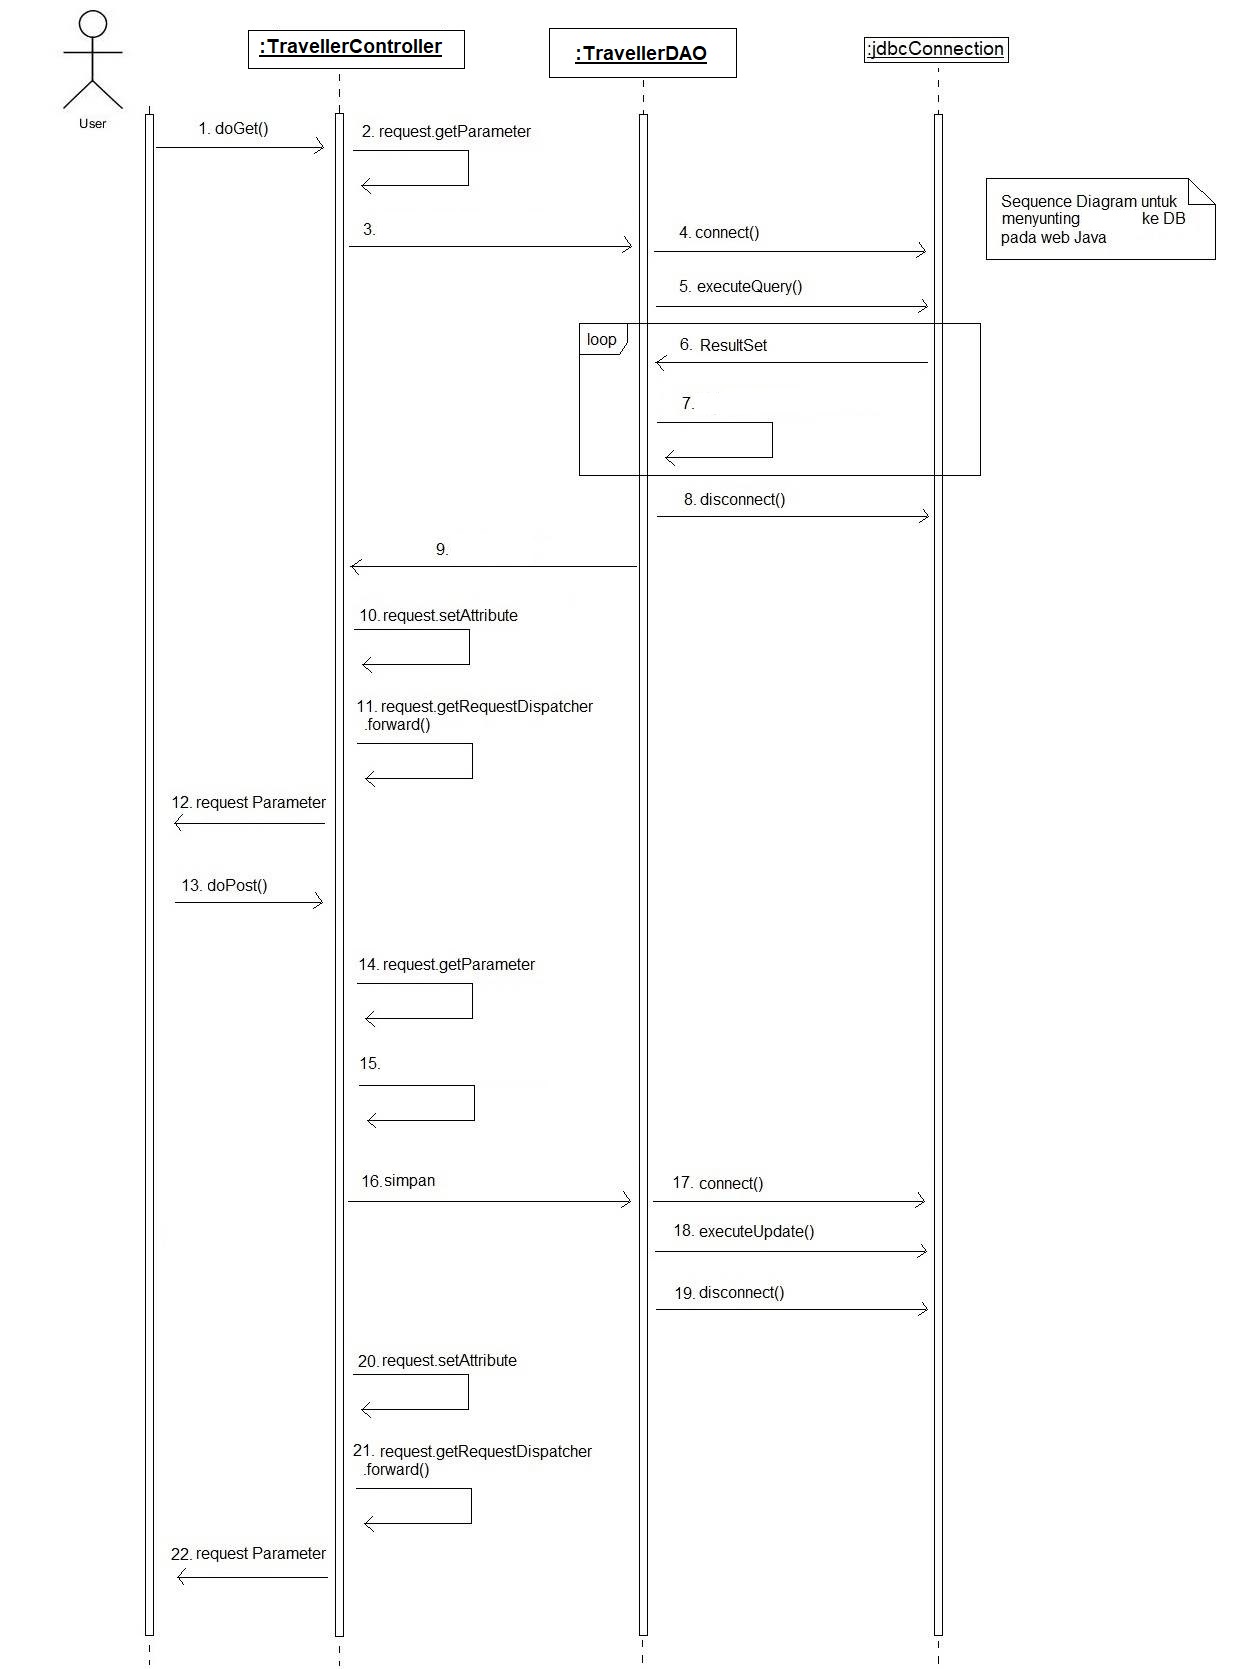 :TravellerController
:TravellerDAO
:jdbcConnection
User
1. doGet()
2. request.getParameter
Sequence Diagram untuk
menyunting ke DB
pada web Java
3.
4. connect()
5. executeQuery()
loop
6. ResultSet
7.
8. disconnect()
9.
10. request.setAttribute
11. request.getRequestDispatcher
.forward()
12. request Parameter
13. doPost()
14. request.getParameter
15.
16. simpan
17. connect()
18. executeUpdate()
19. disconnect()
20. request.setAttribute
21. request.getRequestDispatcher
.forward()
22. request Parameter